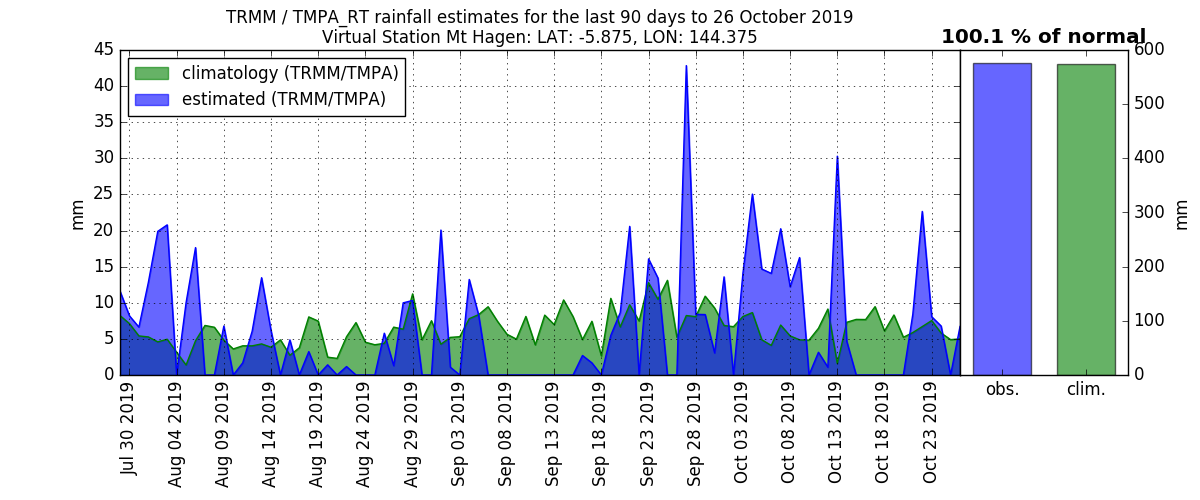 TRMM / TMPA_RT rainfall estimates for the last 90 days to 26 October 2019
Virtual Station Mt Hagen: LAT: -5.875, LON: 144.375
100.1 % of normal
climatology (TRMM/TMPA)
estimated (TRMM/TMPA)
mm
45
40
35
30
25
20
15
10
5
0
Jul 30 2019
Aug 04 2019
Aug 09 2019
Aug 14 2019
Aug 19 2019
Aug 24 2019
Aug 29 2019
Sep 03 2019
Sep 08 2019
Sep 13 2019
Sep 18 2019
Sep 23 2019
Sep 28 2019
Oct 03 2019
Oct 08 2019
Oct 13 2019
Oct 18 2019
Oct 23 2019
600
500
400
300
200
100
0
mm
obs.
clim.